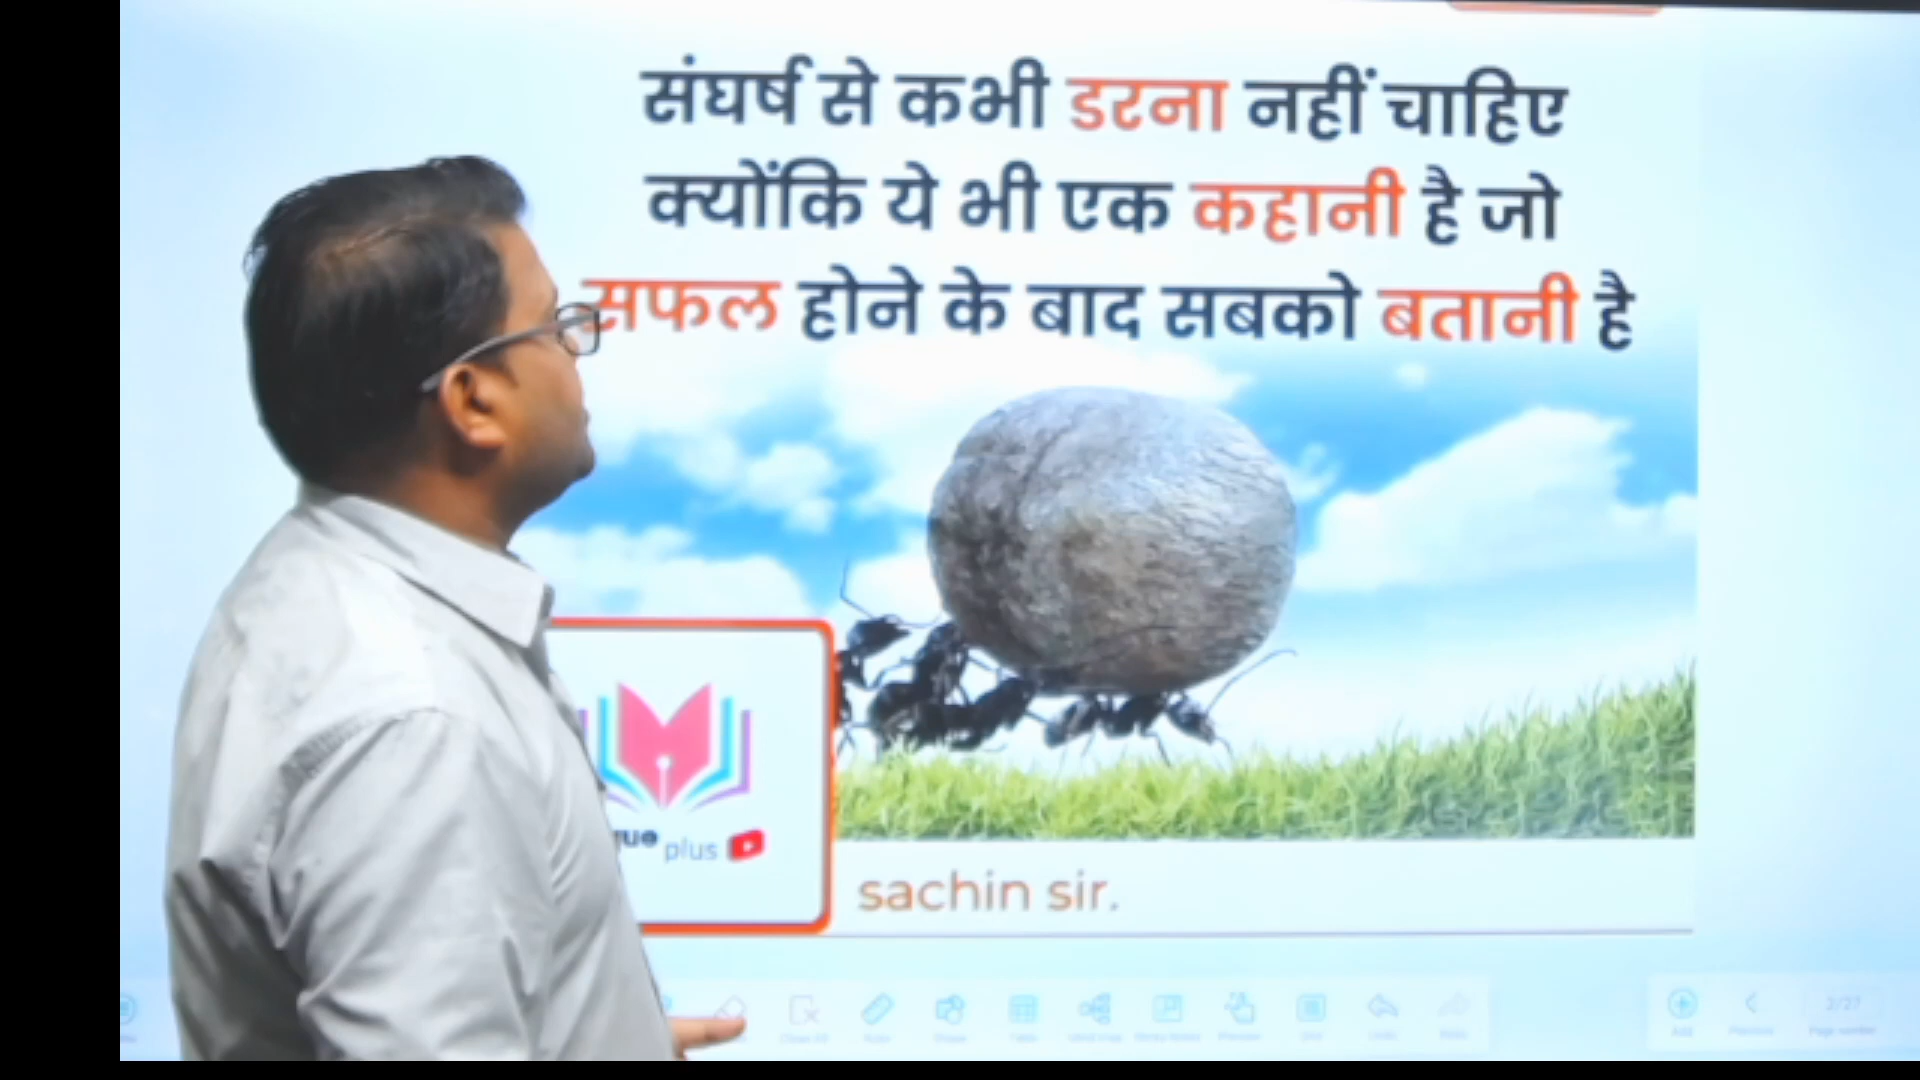 संघर्ष से कभी डरना नहीं चाहिए
क्योंकि ये भी एक कहानी है जो
सफल होने के बाद सबको बतानी है
plus
sachin sir.